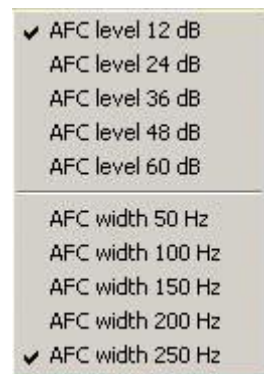 AFC level 12 dB
AFC level 24 dB
AFC level 36 dB
AFC level 48 dB
AFC level 60 dB
AFC width 50 Hz
AFC width 100 Hz
AFC width 150 Hz
AFC width 200 Hz
AFC width 250 Hz